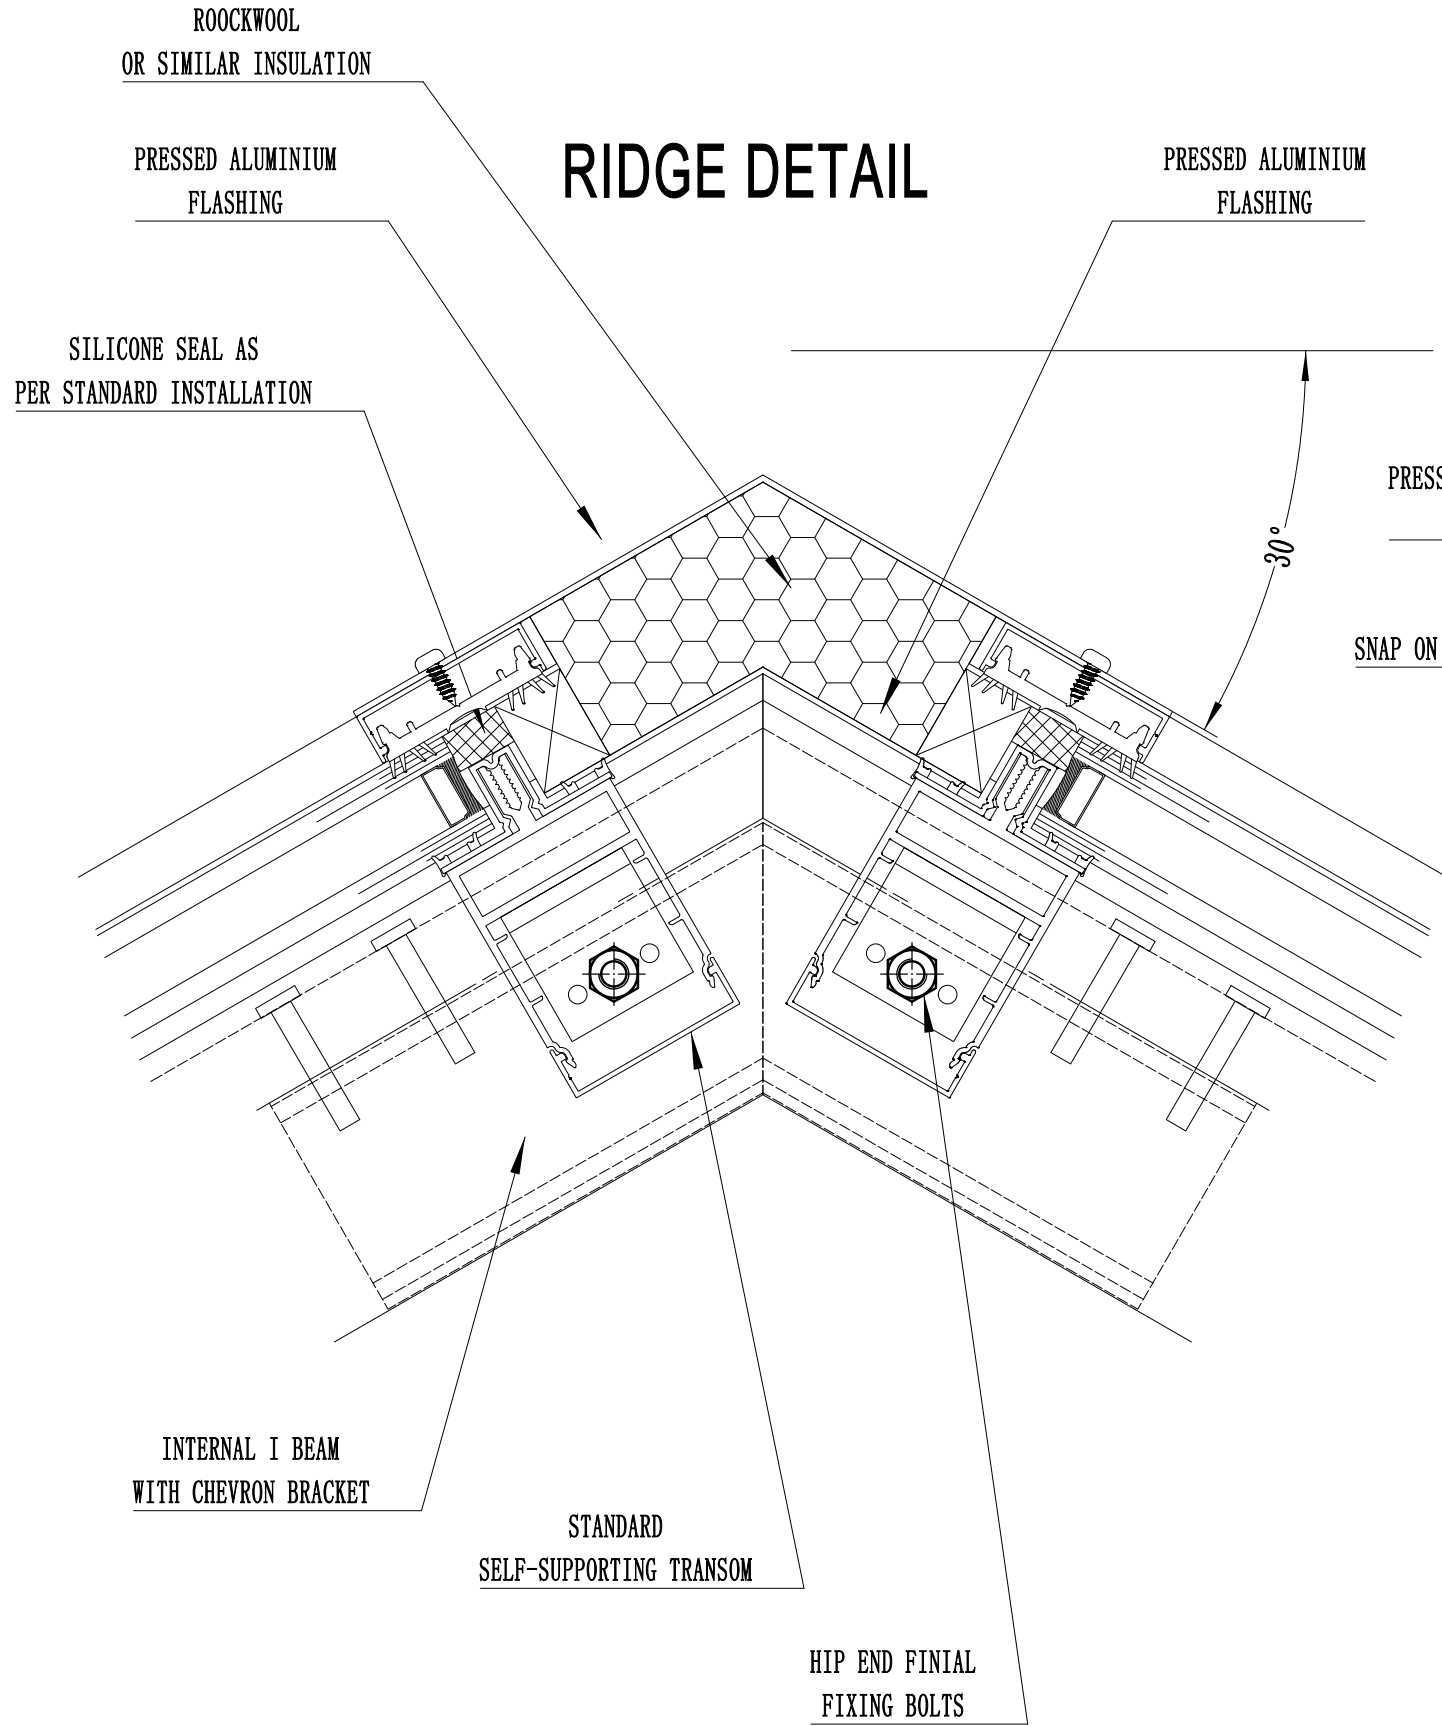 ROOCKWOOL
OR SIMILAR INSULATION
RIDGE DETAIL
PRESSED ALUMINIUM
FLASHING
PRESSED ALUMINIUM
FLASHING
SILICONE SEAL AS
PER STANDARD INSTALLATION
30°
SNAP ON
INTERNAL I BEAM
WITH CHEVRON BRACKET
STANDARD
SELF-SUPPORTING TRANSOM
HIP END FINIAL
FIXING BOLTS